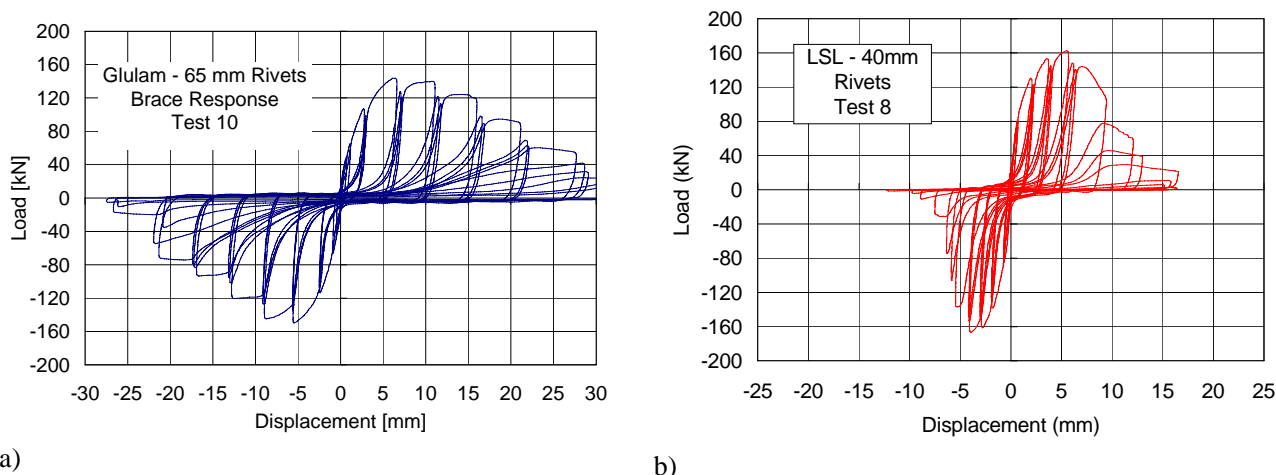 200
160
120
80
40
0
-40
-80
-120
-160
-200
Load [kN]
Glulam - 65 mm Rivets
Brace Response
Test 10
-30 -25 -20 -15 -10 -5 0 5 10 15 20 25 30
Displacement [mm]
a)
200
160
120
80
40
0
-40
-80
-120
-160
-200
Load (kN)
LSL - 40mm
Rivets
Test 8
-25 -20 -15 -10 -5 0 5 10 15 20 25
Displacement (mm)
b)